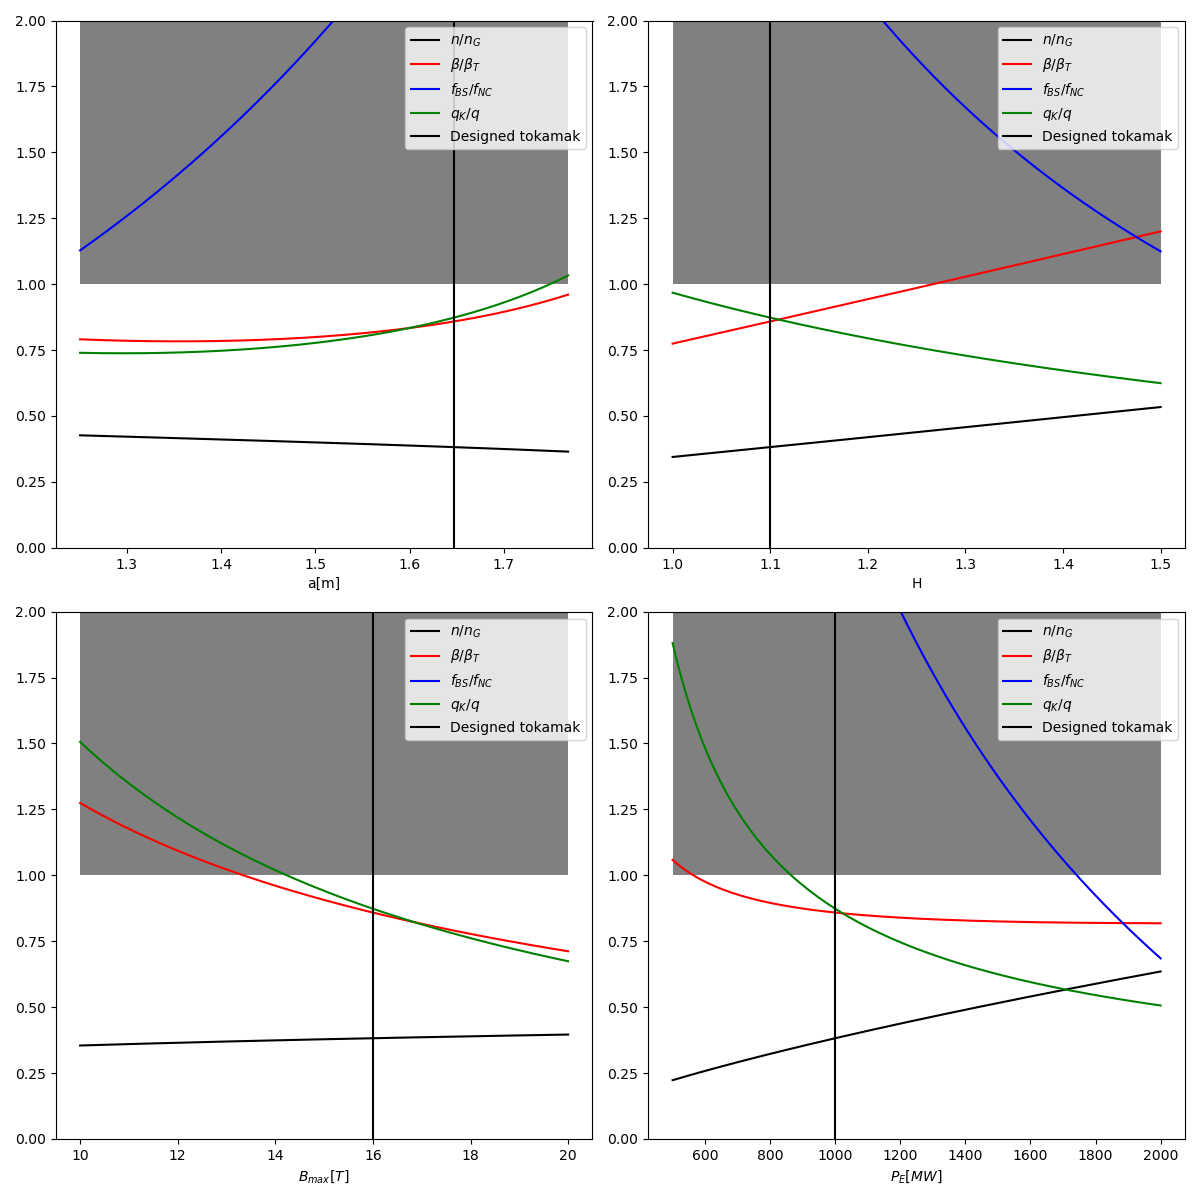 2.00
1.75
1.50
1.25
1.00
0.75
0.50
0.25
0.00
1.3 1.4 1.5 1.6 1.7
a[m]
n/n_G
β/β_T
f_BS/f_NC
q_K/q
Designed tokamak
2.00
1.75
1.50
1.25
1.00
0.75
0.50
0.25
0.00
1.0 1.1 1.2 1.3 1.4 1.5
H
n/n_G
β/β_T
f_BS/f_NC
q_K/q
Designed tokamak
2.00
1.75
1.50
1.25
1.00
0.75
0.50
0.25
0.00
10 12 14 16 18 20
B_max[T]
n/n_G
β/β_T
f_BS/f_NC
q_K/q
Designed tokamak
2.00
1.75
1.50
1.25
1.00
0.75
0.50
0.25
0.00
600 800 1000 1200 1400 1600 1800 2000
P_E[MW]
n/n_G
β/β_T
f_BS/f_NC
q_K/q
Designed tokamak